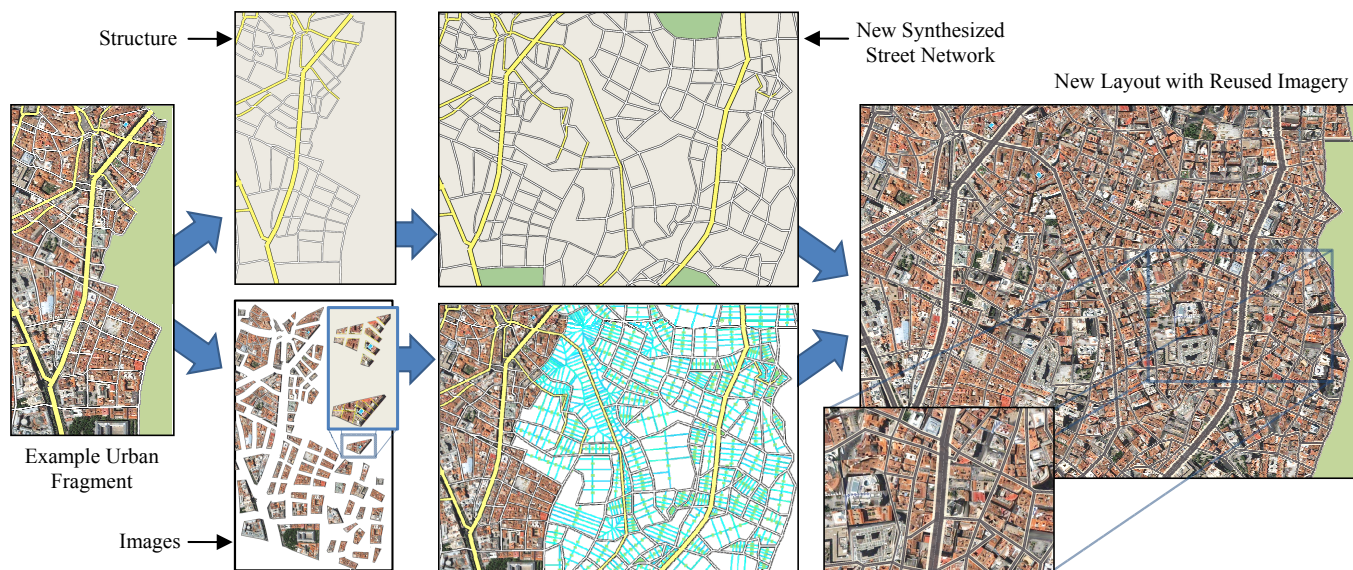 Structure
New Synthesized
Street Network
New Layout with Reused Imagery
Example Urban
Fragment
Images